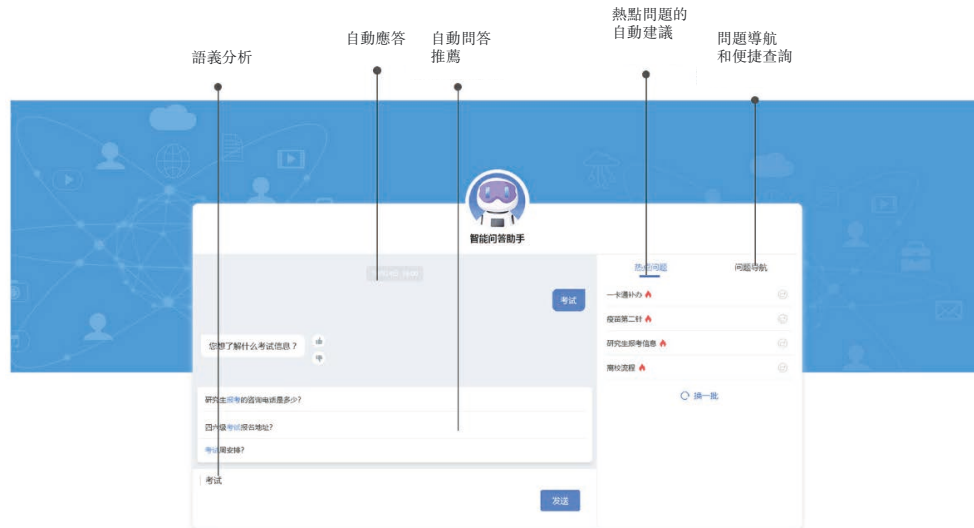 語義分析
自動應答
自動問答
推薦
熱點問題的
自動建議
問題導航
和便捷查詢
智能问答助手
考试
您想了解什么考试信息？
研究生报考的咨询电话是多少?
四六级考试报名地址?
考试周安排?
考试
发送
热点问题
问题导航
一卡通补办
疫苗第二针
研究生报考信息
离校流程
换一批